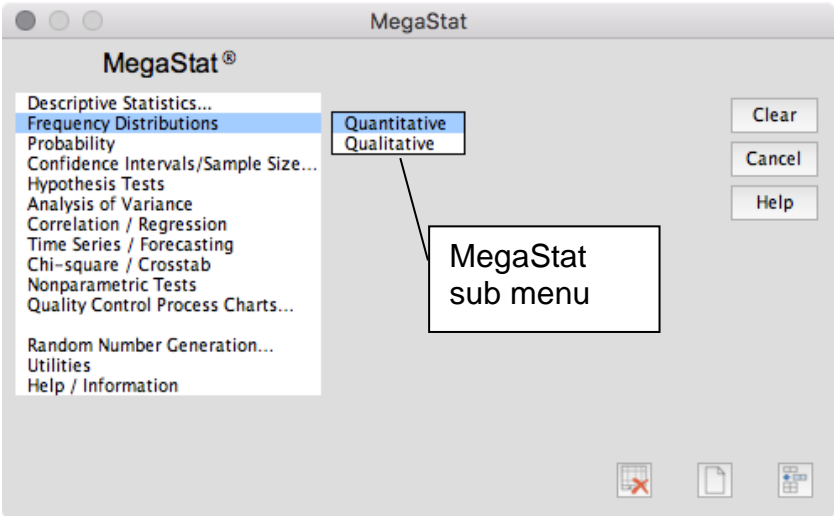 MegaStat
MegaStat®
Descriptive Statistics...
Frequency Distributions
Probability
Confidence Intervals/Sample Size...
Hypothesis Tests
Analysis of Variance
Correlation / Regression
Time Series / Forecasting
Chi-square / Crosstab
Nonparametric Tests
Quality Control Process Charts...
Random Number Generation...
Utilities
Help / Information
Quantitative
Qualitative
MegaStat
sub menu
Clear
Cancel
Help